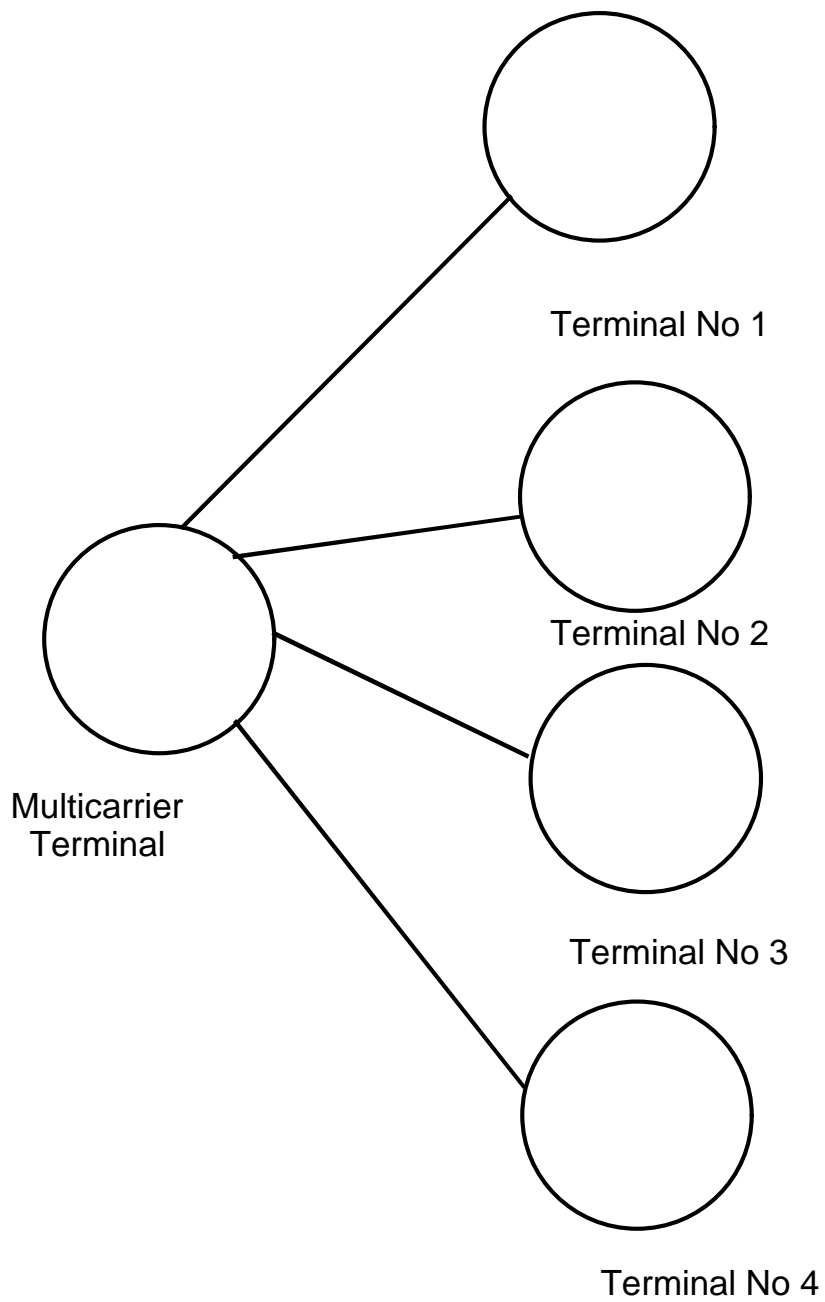 Terminal No 1
Terminal No 2
Multicarrier
Terminal
Terminal No 3
Terminal No 4